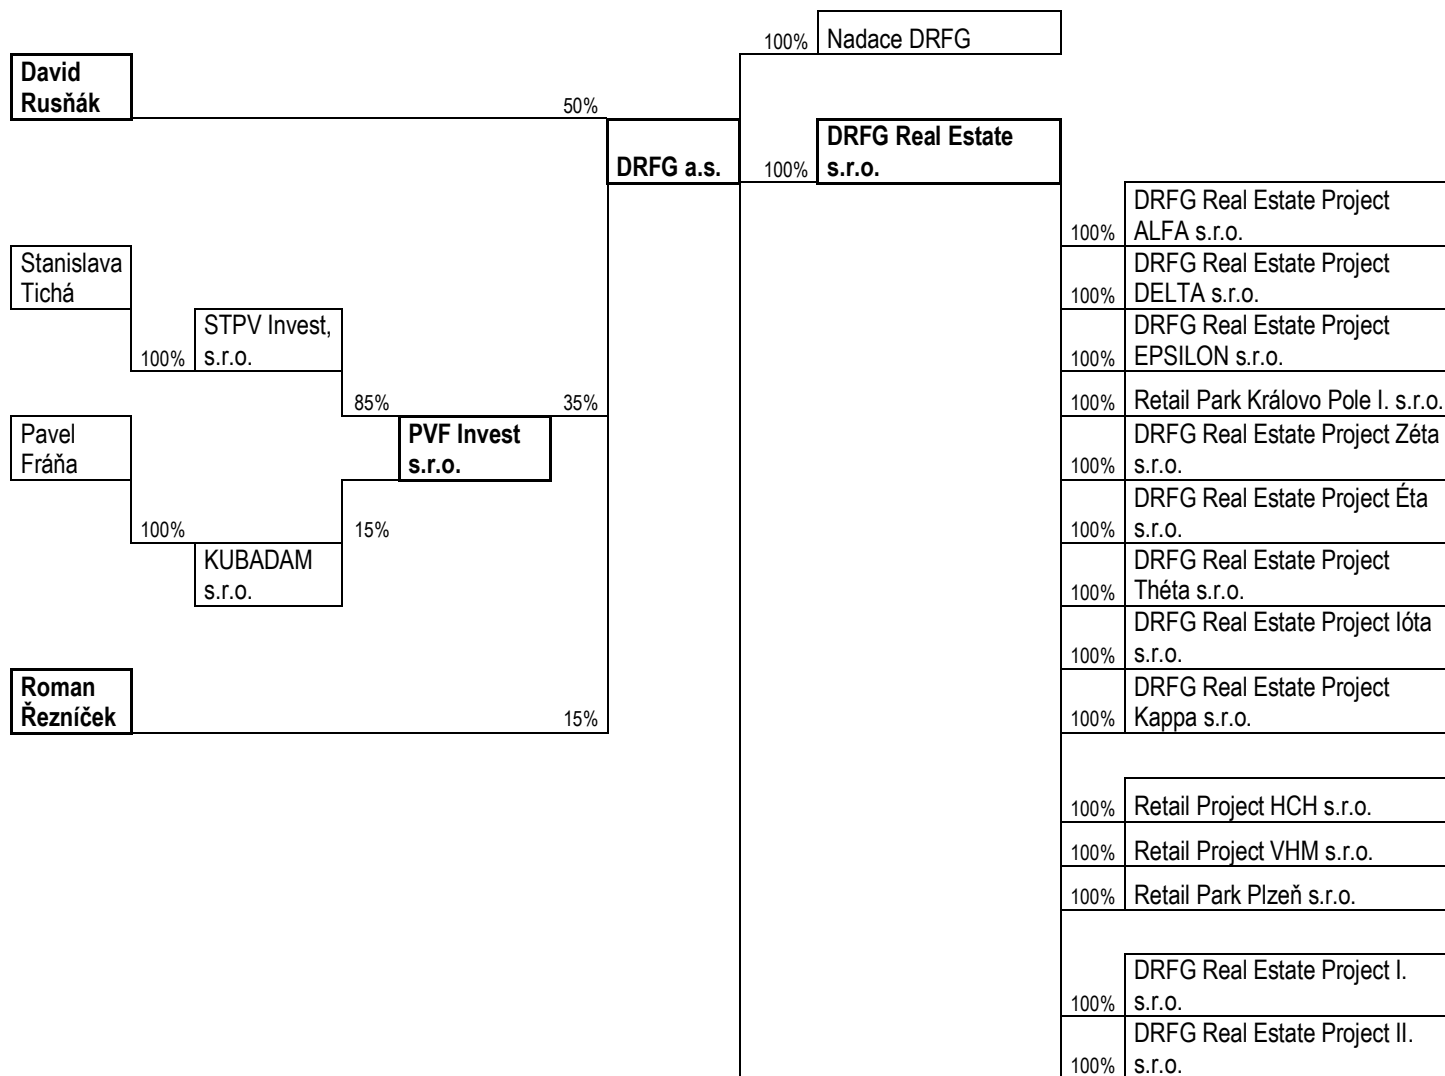 100% Nadace DRFG
David
Rusňák
50%
DRFG Real Estate
DRFG a.s. 100% s.r.o.
DRFG Real Estate Project
100% ALFA s.r.o.
Stanislava
Tichá
DRFG Real Estate Project
100% DELTA s.r.o.
STPV Invest,
100% s.r.o.
DRFG Real Estate Project
100% EPSILON s.r.o.
85% 35%
100% Retail Park Královo Pole I. s.r.o.
Pavel
Fráňa
PVF Invest
s.r.o.
DRFG Real Estate Project Zéta
100% s.r.o.
100% 15%
DRFG Real Estate Project Éta
100% s.r.o.
KUBADAM
s.r.o.
DRFG Real Estate Project
100% Théta s.r.o.
DRFG Real Estate Project Ióta
100% s.r.o.
Roman
Řezníček
15%
DRFG Real Estate Project
100% Kappa s.r.o.
100% Retail Project HCH s.r.o.
100% Retail Project VHM s.r.o.
100% Retail Park Plzeň s.r.o.
DRFG Real Estate Project I.
100% s.r.o.
DRFG Real Estate Project II.
100% s.r.o.